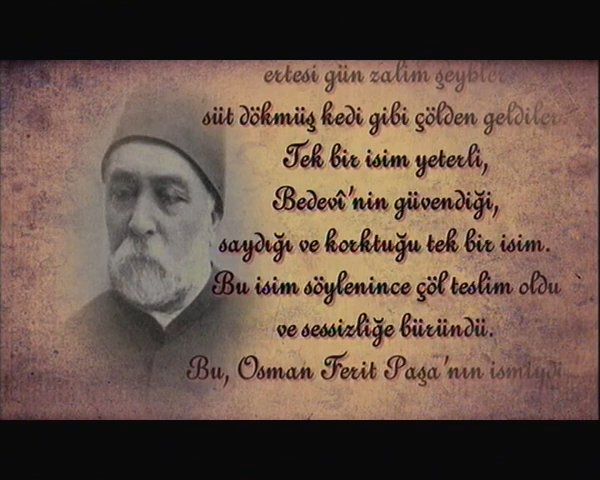 ertesi gün zalim şeyhler
süt dökmüş kedi gibi çölden geldiler
Tek bir isim yeterli,
Bedevî'nin güvendiği,
saydığı ve korktuğu tek bir isim.
Bu isim söylenince çöl teslim oldu
ve sessizliğe büründü.
Bu, Osman Ferit Paşa'nın ismiydi